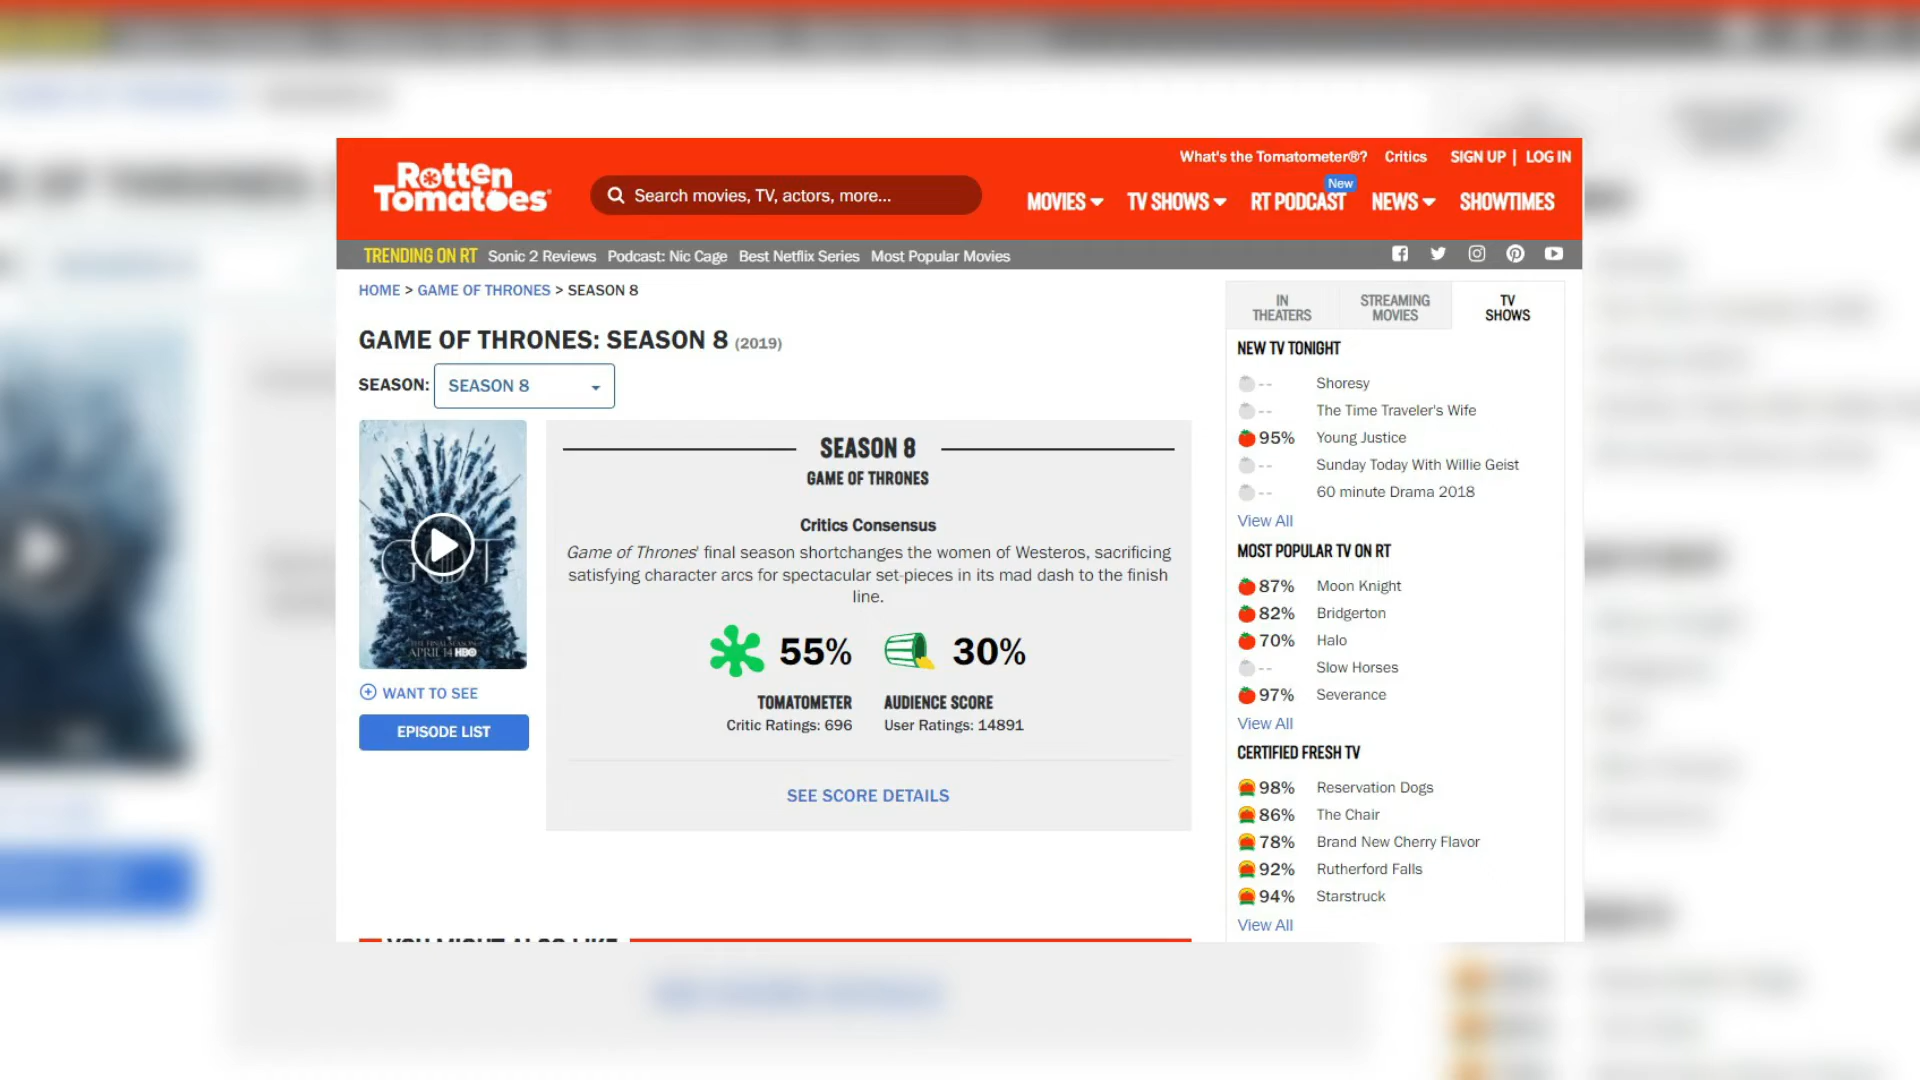 What's the Tomatometer®? Critics SIGN UP | LOG IN
Rotten
Tomatoes®
Search movies, TV, actors, more...
New
MOVIES TV SHOWS RT PODCAST NEWS SHOWTIMES
TRENDING ON RT Sonic 2 Reviews Podcast: Nic Cage Best Netflix Series Most Popular Movies
HOME > GAME OF THRONES > SEASON 8
GAME OF THRONES: SEASON 8 (2019)
SEASON: SEASON 8
GOT
THE FINAL SEASON
APRIL 14 HBO
WANT TO SEE
EPISODE LIST
SEASON 8
GAME OF THRONES
Critics Consensus
Game of Thrones' final season shortchanges the women of Westeros, sacrificing
satisfying character arcs for spectacular set-pieces in its mad dash to the finish
line.
55% 30%
TOMATOMETER AUDIENCE SCORE
Critic Ratings: 696 User Ratings: 14891
SEE SCORE DETAILS
YOU MIGHT ALSO LIKE
IN THEATERS
STREAMING MOVIES
TV SHOWS
NEW TV TONIGHT
-- Shoresy
-- The Time Traveler's Wife
95% Young Justice
-- Sunday Today With Willie Geist
-- 60 minute Drama 2018
View All
MOST POPULAR TV ON RT
87% Moon Knight
82% Bridgerton
70% Halo
-- Slow Horses
97% Severance
View All
CERTIFIED FRESH TV
98% Reservation Dogs
86% The Chair
78% Brand New Cherry Flavor
92% Rutherford Falls
94% Starstruck
View All